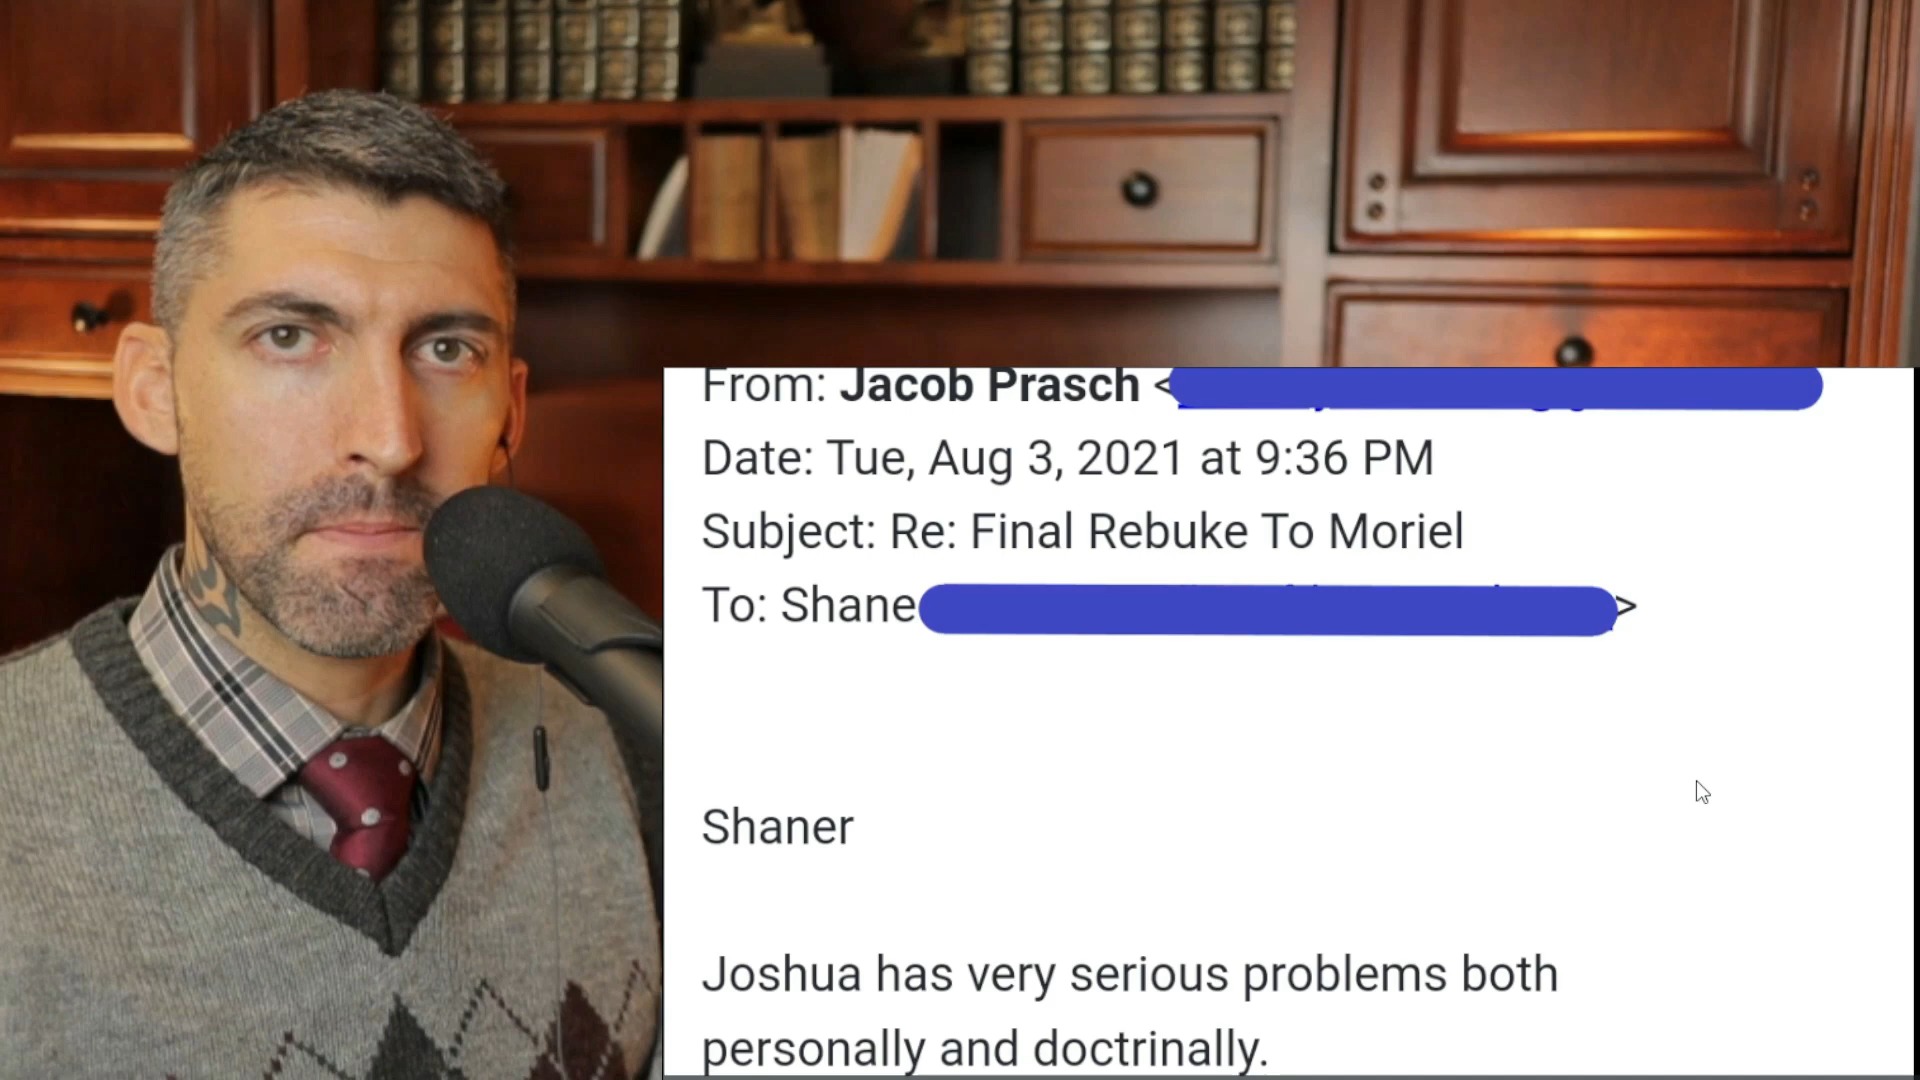 From: Jacob Prasch <
Date: Tue, Aug 3, 2021 at 9:36 PM
Subject: Re: Final Rebuke To Moriel
To: Shane >
Shaner
Joshua has very serious problems both
personally and doctrinally.